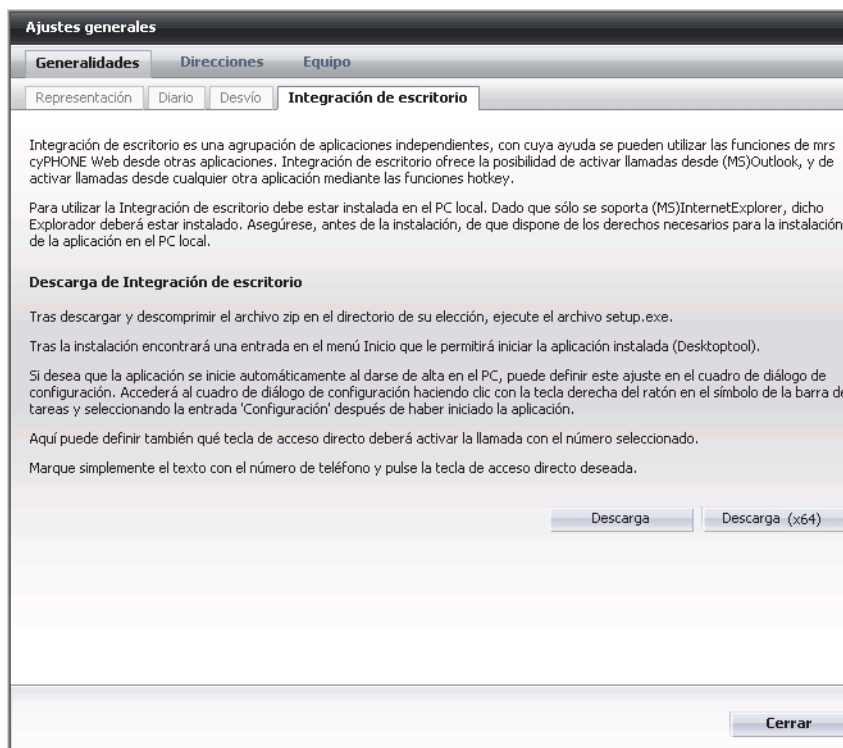 Ajustes generales
Generalidades Direcciones Equipo
Representación Diario Desvío Integración de escritorio
Integración de escritorio es una agrupación de aplicaciones independientes, con cuya ayuda se pueden utilizar las funciones de mrs
cyPHONE Web desde otras aplicaciones. Integración de escritorio ofrece la posibilidad de activar llamadas desde (MS)Outlook, y de
activar llamadas desde cualquier otra aplicación mediante las funciones hotkey.
Para utilizar la Integración de escritorio debe estar instalada en el PC local. Dado que sólo se soporta (MS)InternetExplorer, dicho
Explorador deberá estar instalado. Asegúrese, antes de la instalación, de que dispone de los derechos necesarios para la instalación
de la aplicación en el PC local.
Descarga de Integración de escritorio
Tras descargar y descomprimir el archivo zip en el directorio de su elección, ejecute el archivo setup.exe.
Tras la instalación encontrará una entrada en el menú Inicio que le permitirá iniciar la aplicación instalada (Desktoptool).
Si desea que la aplicación se inicie automáticamente al darse de alta en el PC, puede definir este ajuste en el cuadro de diálogo de
configuración. Accederá al cuadro de diálogo de configuración haciendo clic con la tecla derecha del ratón en el símbolo de la barra de
tareas y seleccionando la entrada 'Configuración' después de haber iniciado la aplicación.
Aquí puede definir también qué tecla de acceso directo deberá activar la llamada con el número seleccionado.
Marque simplemente el texto con el número de teléfono y pulse la tecla de acceso directo deseada.
Descarga Descarga (x64)
Cerrar